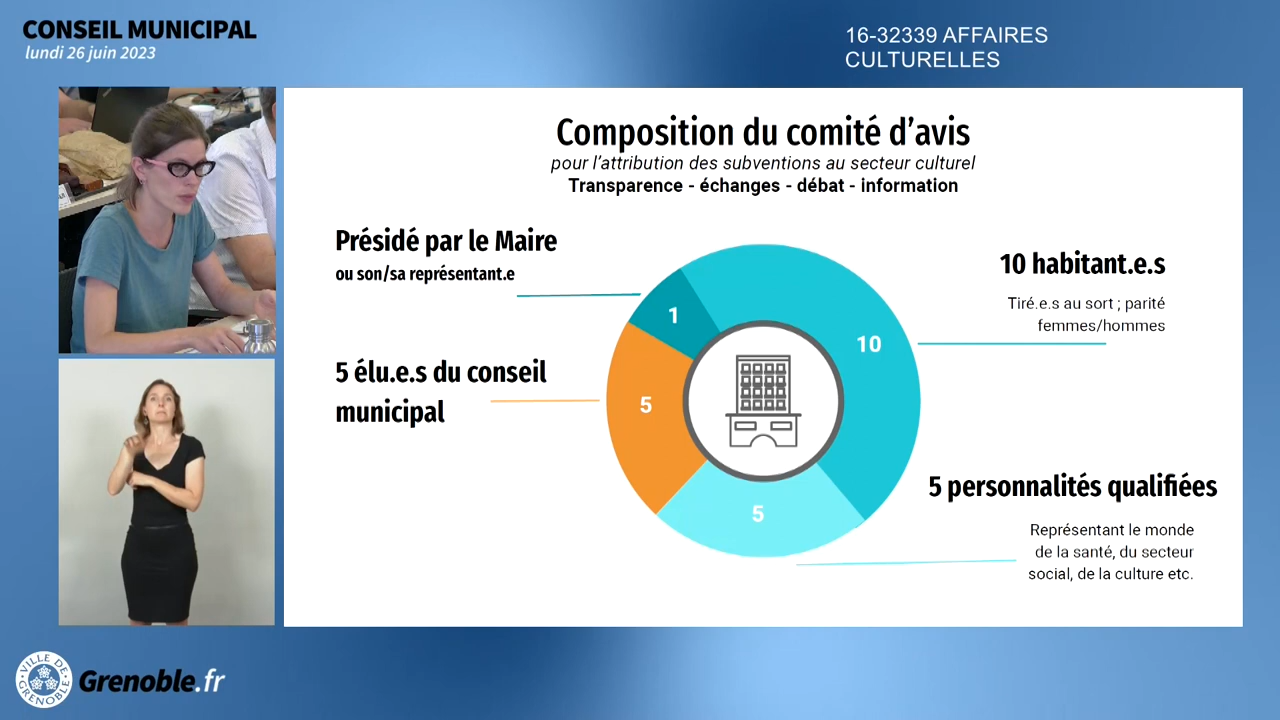 CONSEIL MUNICIPAL
lundi 26 juin 2023
16-32339 AFFAIRES
CULTURELLES
Composition du comité d'avis
pour l'attribution des subventions au secteur culturel
Transparence - échanges - débat - information
Présidé par le Maire
ou son/sa représentant.e
10 habitant.e.s
Tiré.e.s au sort ; parité
femmes/hommes
1
10
5 élu.e.s du conseil
municipal
5
5 personnalités qualifiées
5
Représentant le monde
de la santé, du secteur
social, de la culture etc.
VILLE DE
GRENOBLE
Grenoble.fr